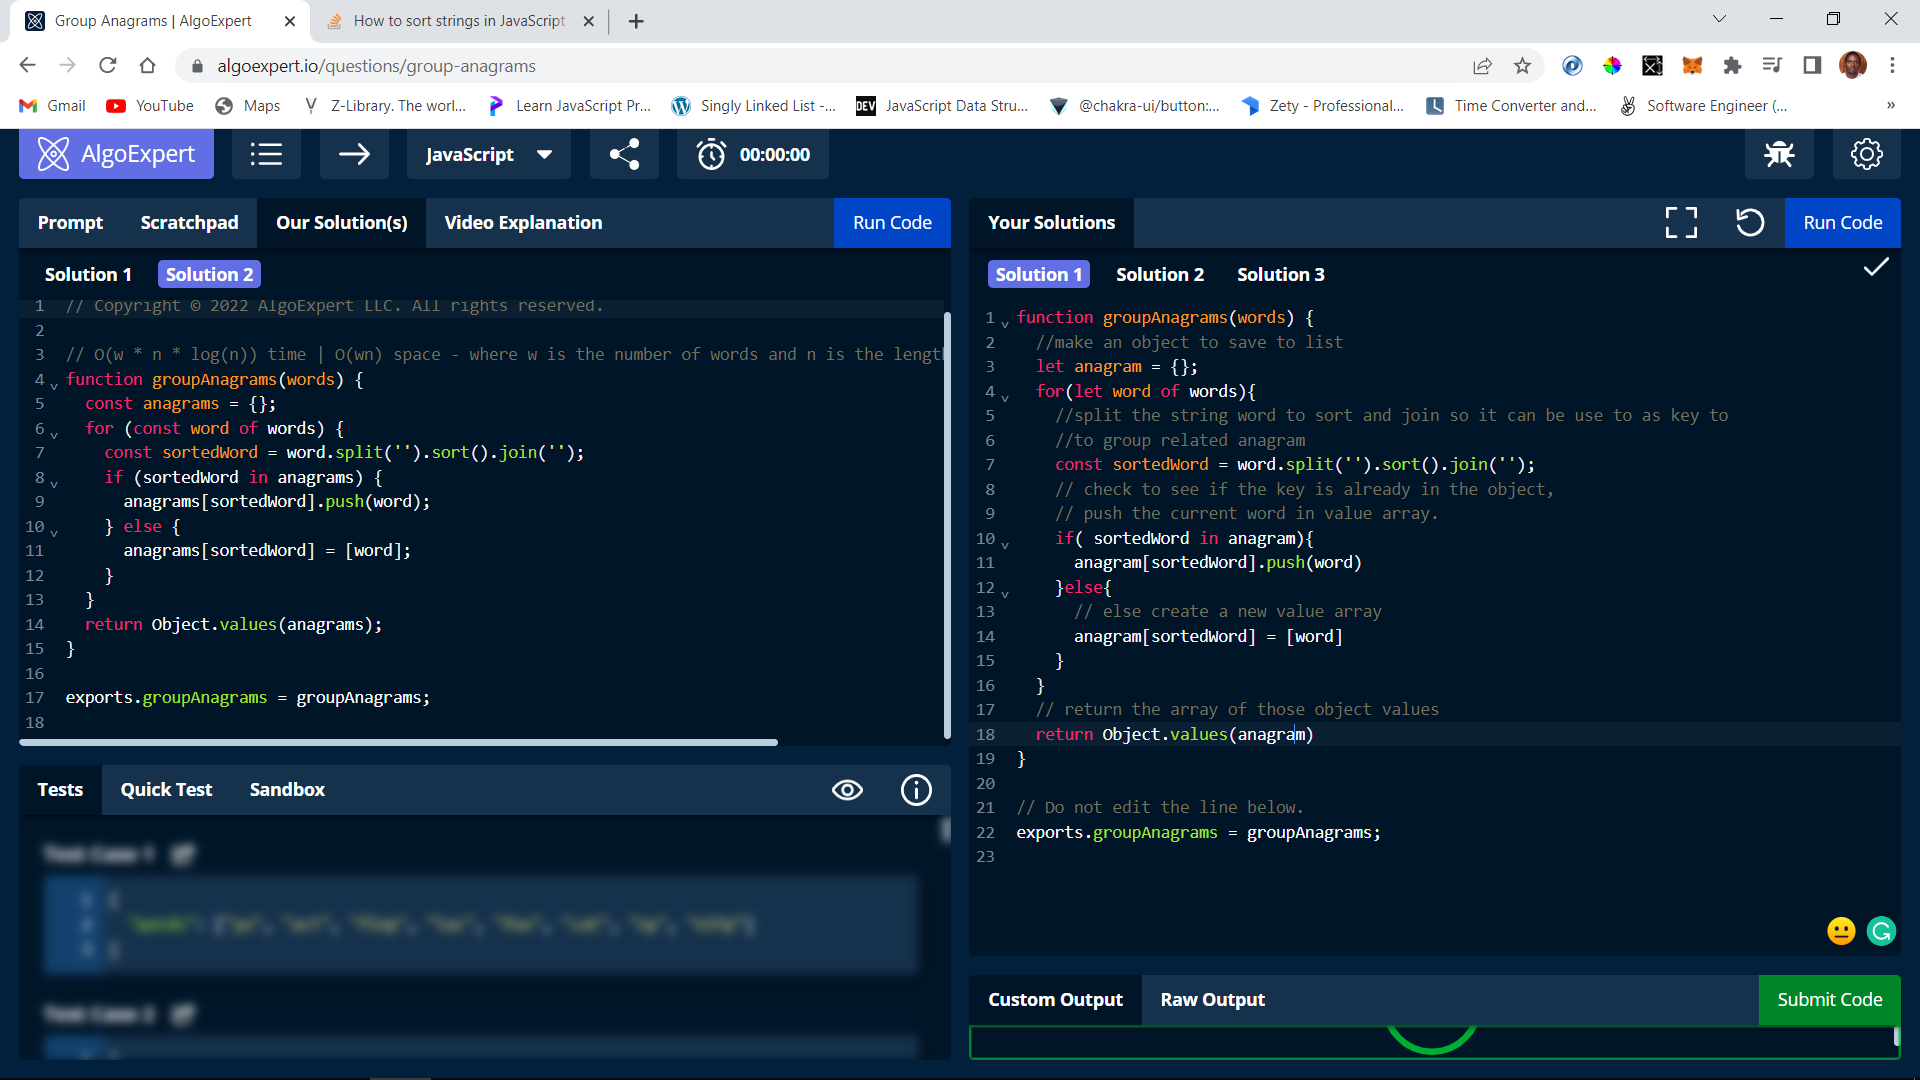 Group Anagrams | AlgoExpert
How to sort strings in JavaScript
algoexpert.io/questions/group-anagrams
Gmail
YouTube
Maps
Z-Library. The worl...
Learn JavaScript Pr...
Singly Linked List -...
DEV
JavaScript Data Stru...
@chakra-ui/button:...
Zety - Professional...
Time Converter and...
Software Engineer (...
»
AlgoExpert
JavaScript
00:00:00
Prompt
Scratchpad
Our Solution(s)
Video Explanation
Run Code
Solution 1
Solution 2
1 // Copyright © 2022 AlgoExpert LLC. All rights reserved.
2
3 // O(w * n * log(n)) time | O(wn) space - where w is the number of words and n is the lengt
4 function groupAnagrams(words) {
5 const anagrams = {};
6 for (const word of words) {
7 const sortedWord = word.split('').sort().join('');
8 if (sortedWord in anagrams) {
9 anagrams[sortedWord].push(word);
10 } else {
11 anagrams[sortedWord] = [word];
12 }
13 }
14 return Object.values(anagrams);
15 }
16
17 exports.groupAnagrams = groupAnagrams;
18
Tests
Quick Test
Sandbox
Test Case 1
Test Case 2
Your Solutions
Run Code
Solution 1
Solution 2
Solution 3
1 function groupAnagrams(words) {
2 //make an object to save to list
3 let anagram = {};
4 for(let word of words){
5 //split the string word to sort and join so it can be use to as key to
6 //to group related anagram
7 const sortedWord = word.split('').sort().join('');
8 // check to see if the key is already in the object,
9 // push the current word in value array.
10 if( sortedWord in anagram){
11 anagram[sortedWord].push(word)
12 }else{
13 // else create a new value array
14 anagram[sortedWord] = [word]
15 }
16 }
17 // return the array of those object values
18 return Object.values(anagram)
19 }
20
21 // Do not edit the line below.
22 exports.groupAnagrams = groupAnagrams;
23
Custom Output
Raw Output
Submit Code